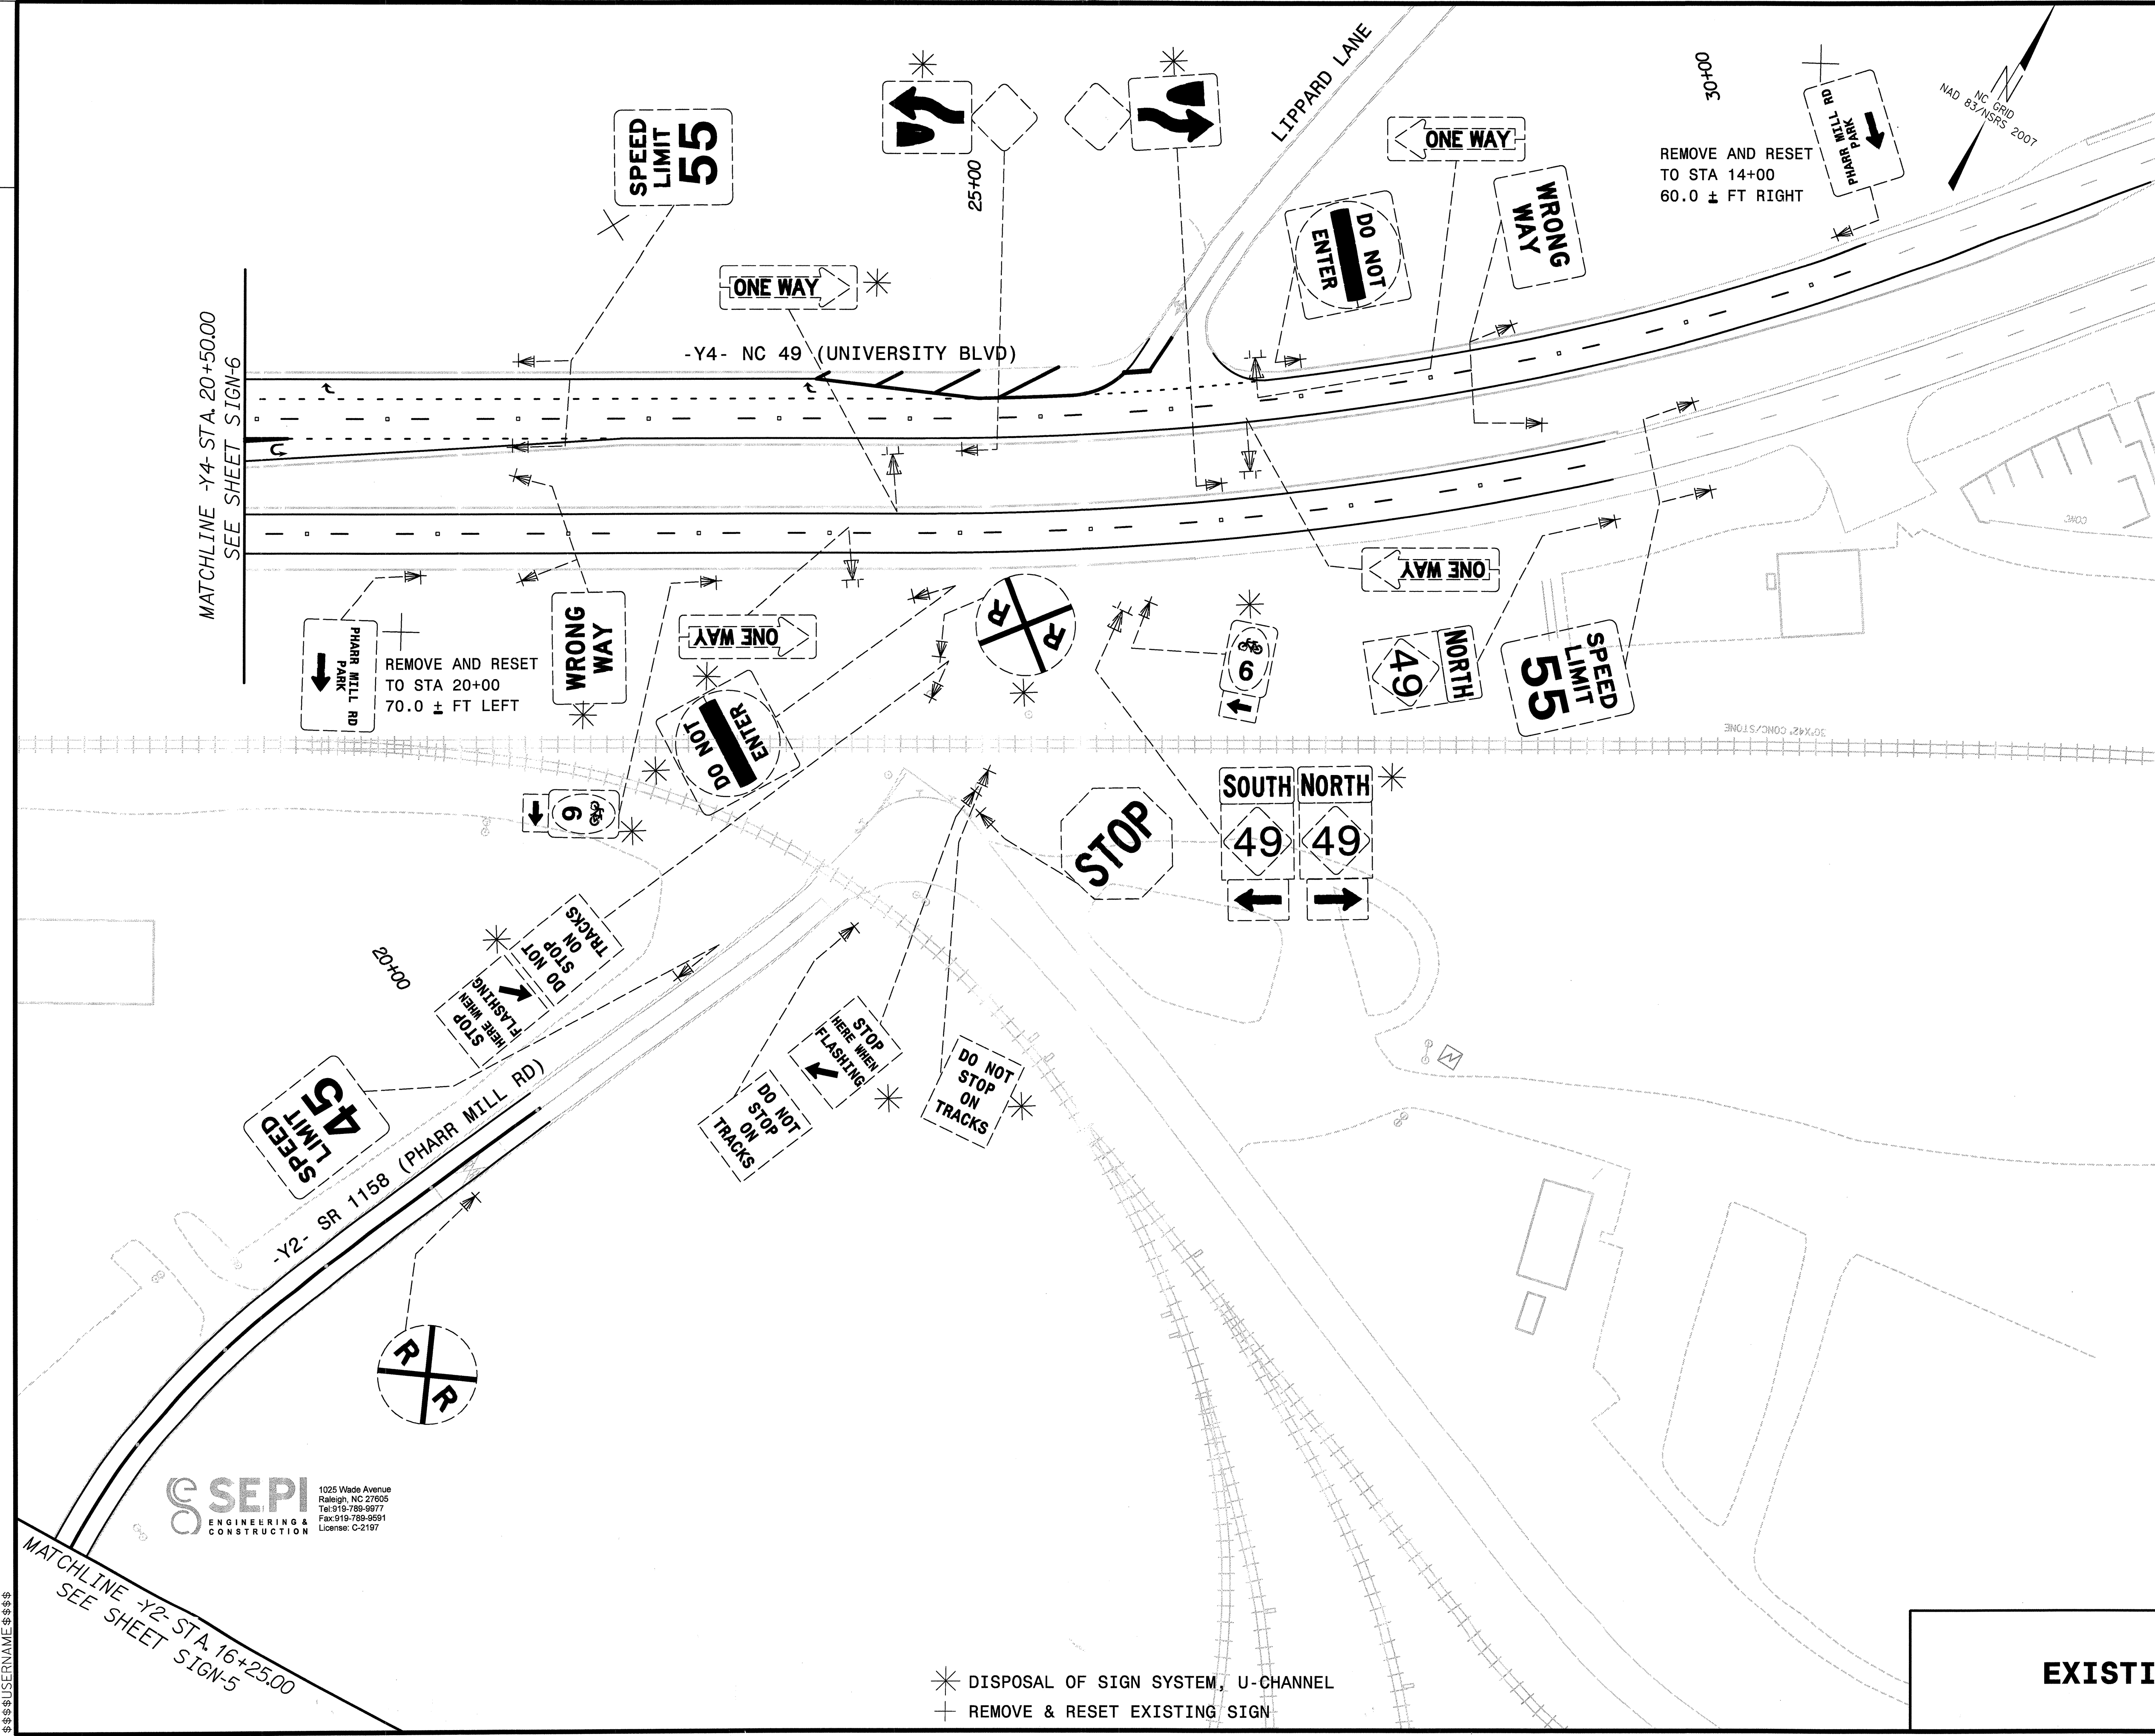 LIPPARD LANE
30+00
NC GRID
NAD 83/NSRS 2007
PHARR MILL RD
PARK
REMOVE AND RESET
TO STA 14+00
60.0 ± FT RIGHT
SPEED
LIMIT
55
25+00
ONE WAY
WRONG
WAY
DO NOT
ENTER
ONE WAY
-Y4- NC 49 (UNIVERSITY BLVD)
MATCHLINE -Y4- STA. 20+50.00
SEE SHEET SIGN-6
CONC
ONE WAY
PHARR MILL RD
PARK
REMOVE AND RESET
TO STA 20+00
70.0 ± FT LEFT
WRONG
WAY
ONE WAY
R
R
9
NORTH
49
SPEED
LIMIT
55
DO NOT
ENTER
30"X42" CONC/STONE
9
STOP
SOUTH
49
NORTH
49
DO NOT
STOP
ON
TRACKS
STOP
HERE WHEN
FLASHING
20+00
SPEED
LIMIT
45
STOP
HERE WHEN
FLASHING
DO NOT
STOP
ON
TRACKS
DO NOT
STOP
ON
TRACKS
-Y2- SR 1158 (PHARR MILL RD)
R
R
SEPI
ENGINEERING &
CONSTRUCTION
1025 Wade Avenue
Raleigh, NC 27605
Tel:919-789-9977
Fax:919-789-9591
License: C-2197
MATCHLINE -Y2- STA. 16+25.00
SEE SHEET SIGN-5
$$$$USERNAME$$$$
DISPOSAL OF SIGN SYSTEM, U-CHANNEL
REMOVE & RESET EXISTING SIGN
EXISTI